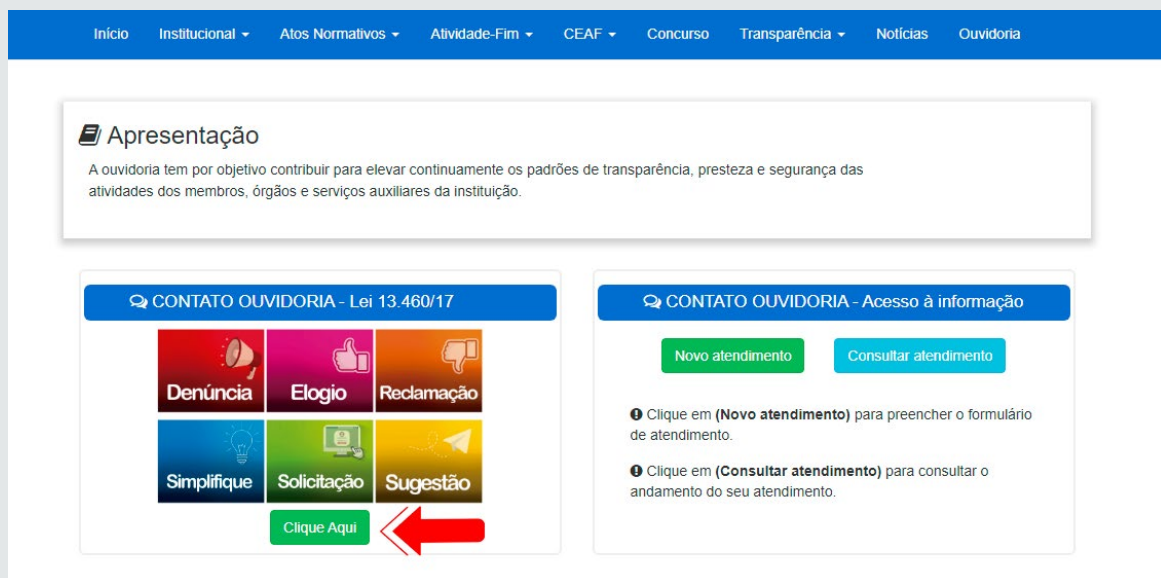 Início Institucional Atos Normativos Atividade-Fim CEAF Concurso Transparência Notícias Ouvidoria
Apresentação
A ouvidoria tem por objetivo contribuir para elevar continuamente os padrões de transparência, presteza e segurança das
atividades dos membros, órgãos e serviços auxiliares da instituição.
CONTATO OUVIDORIA - Lei 13.460/17
Denúncia Elogio Reclamação
Simplifique Solicitação Sugestão
Clique Aqui
CONTATO OUVIDORIA - Acesso à informação
Novo atendimento Consultar atendimento
Clique em (Novo atendimento) para preencher o formulário
de atendimento.
Clique em (Consultar atendimento) para consultar o
andamento do seu atendimento.